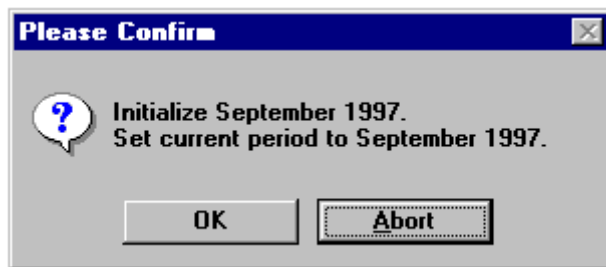 Please Confirm
?
Initialize September 1997.
Set current period to September 1997.
OK
Abort